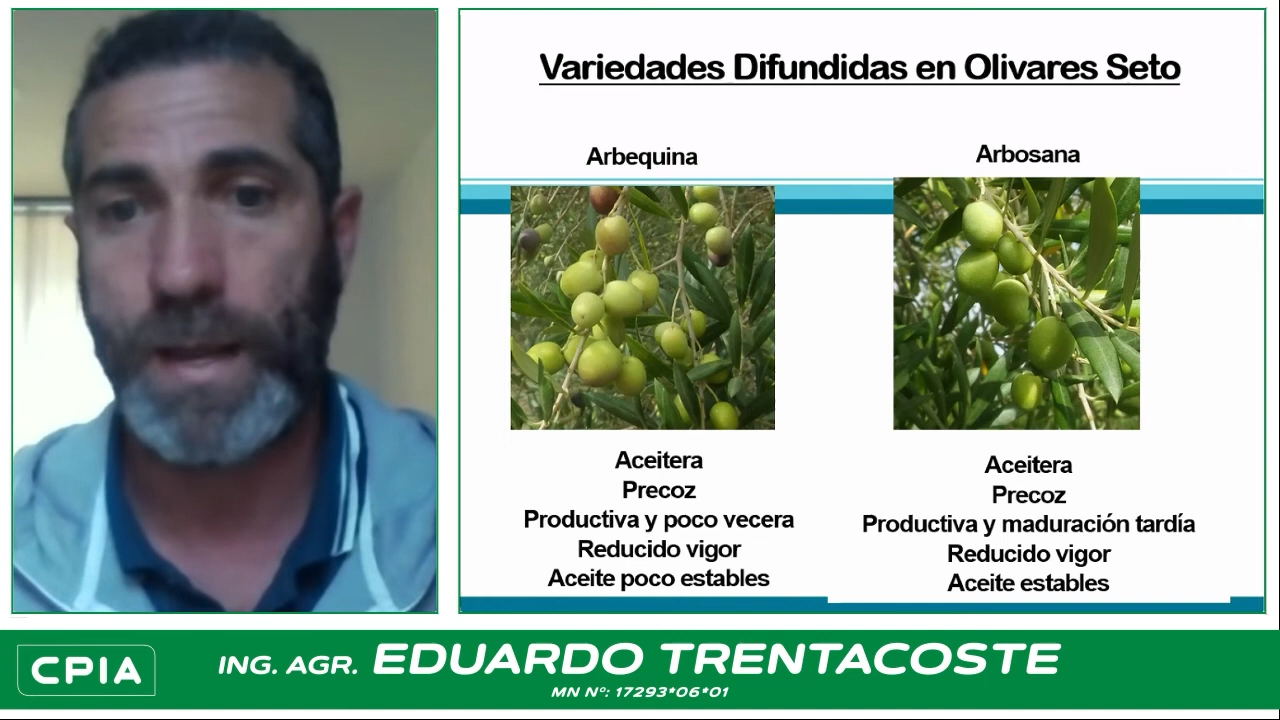 Variedades Difundidas en Olivares Seto
Arbequina
Arbosana
Aceitera
Precoz
Productiva y poco vecera
Reducido vigor
Aceite poco estables
Aceitera
Precoz
Productiva y maduración tardía
Reducido vigor
Aceite estables
CPIA
ING. AGR. EDUARDO TRENTACOSTE
MN Nº: 17293*06*01